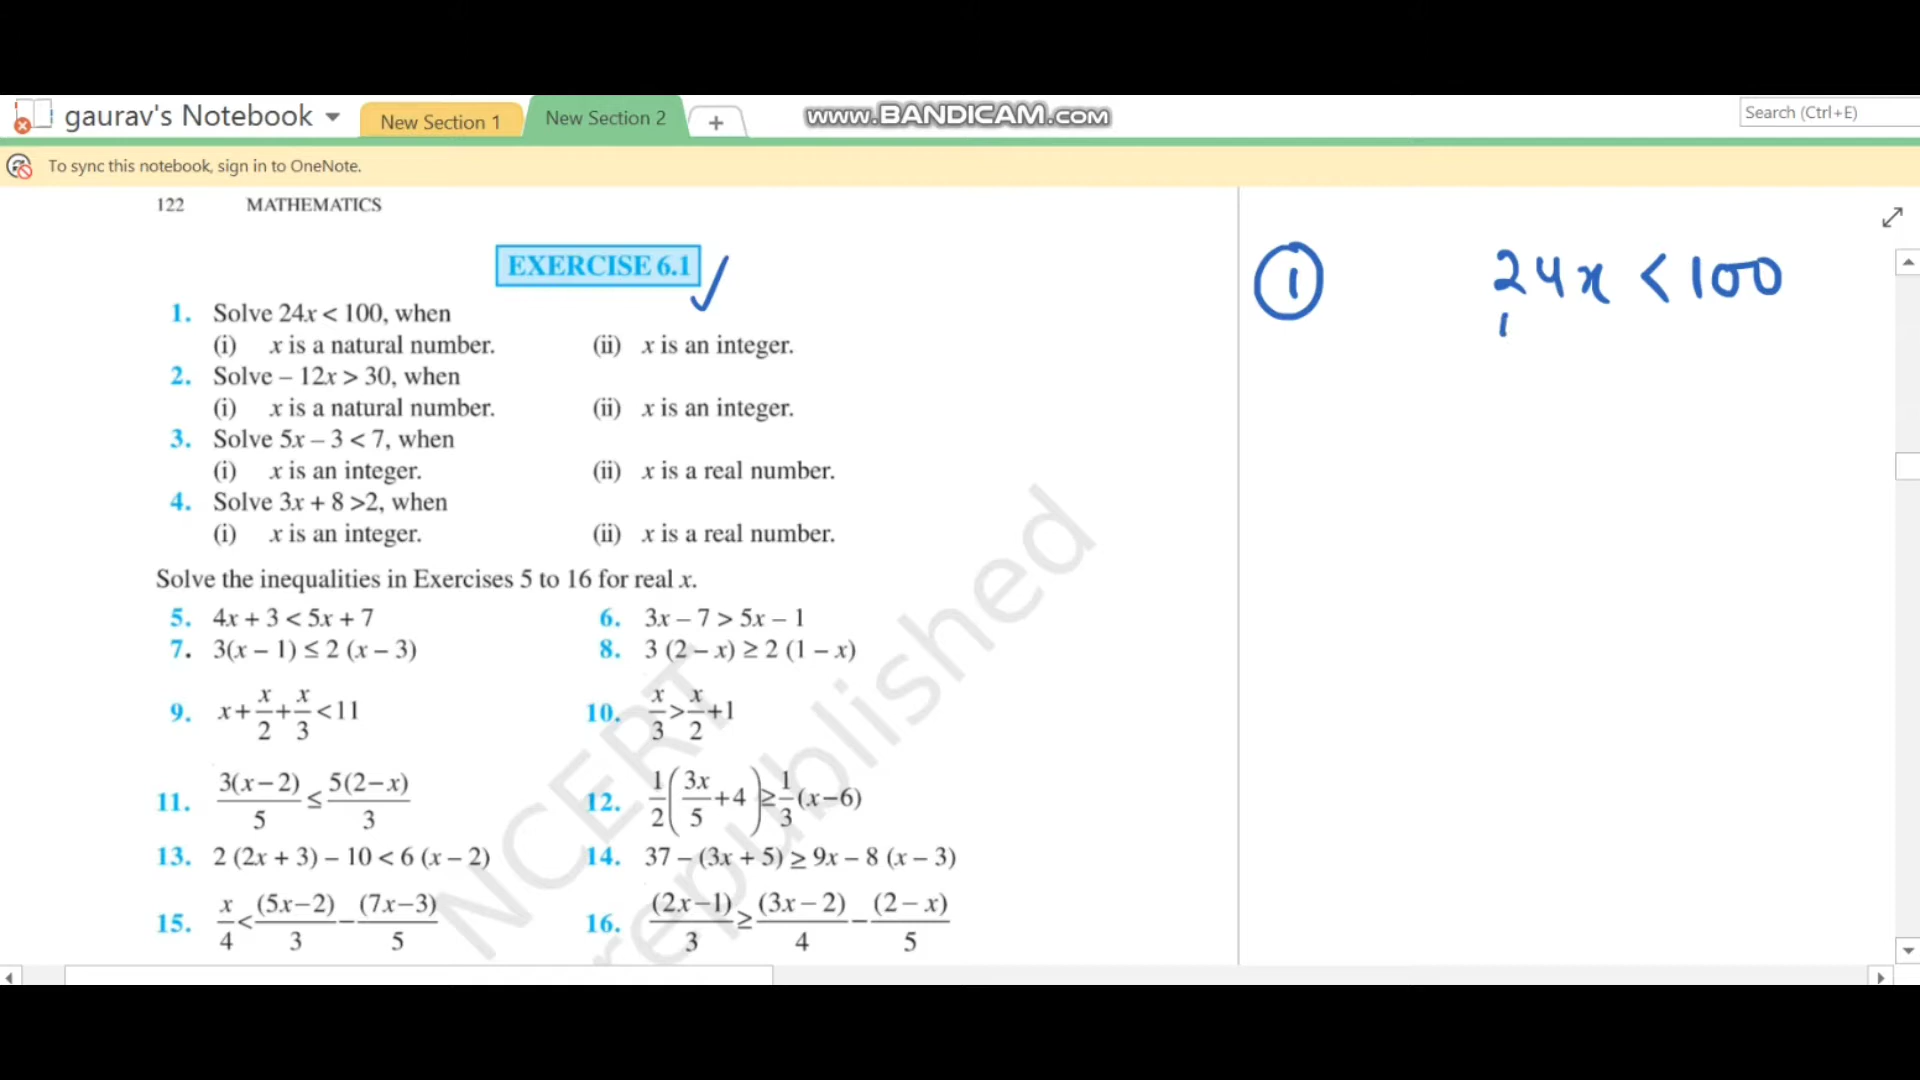 gaurav's Notebook
New Section 1
New Section 2
+
www.BANDICAM.com
Search (Ctrl+E)
To sync this notebook, sign in to OneNote.
122 MATHEMATICS
EXERCISE 6.1
1. Solve 24x < 100, when
(i) x is a natural number. (ii) x is an integer.
2. Solve – 12x > 30, when
(i) x is a natural number. (ii) x is an integer.
3. Solve 5x – 3 < 7, when
(i) x is an integer. (ii) x is a real number.
4. Solve 3x + 8 >2, when
(i) x is an integer. (ii) x is a real number.
Solve the inequalities in Exercises 5 to 16 for real x.
5. 4x + 3 < 5x + 7 6. 3x – 7 > 5x – 1
7. 3(x – 1) ≤ 2 (x – 3) 8. 3 (2 – x) ≥ 2 (1 – x)
9. x + x/2 + x/3 < 11 10. x/3 > x/2 + 1
11. 3(x – 2)/5 ≤ 5(2 – x)/3 12. 1/2 (3x/5 + 4) ≥ 1/3 (x – 6)
13. 2 (2x + 3) – 10 < 6 (x – 2) 14. 37 – (3x + 5) ≥ 9x – 8 (x – 3)
15. x/4 < (5x – 2)/3 – (7x – 3)/5 16. (2x – 1)/3 ≥ (3x – 2)/4 – (2 – x)/5
NCERT
republished
① 24x < 100